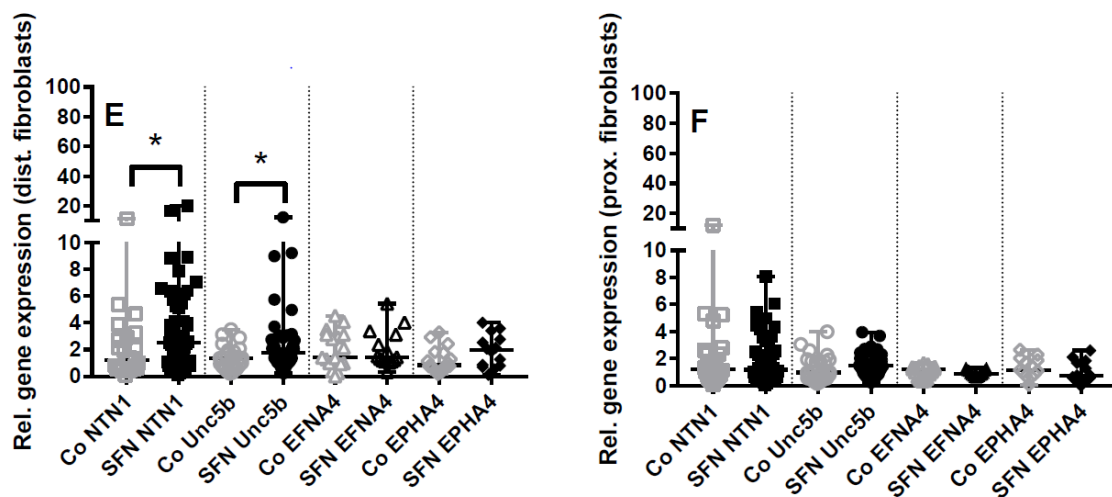 Rel. gene expression (dist. fibroblasts)
100
80
60
40
20
10
8
6
4
2
0
E
*
*
Co NTN1
SFN NTN1
Co Unc5b
SFN Unc5b
Co EFNA4
SFN EFNA4
Co EPHA4
SFN EPHA4
Rel. gene expression (prox. fibroblasts)
100
80
60
40
20
10
8
6
4
2
0
F
Co NTN1
SFN NTN1
Co Unc5b
SFN Unc5b
Co EFNA4
SFN EFNA4
Co EPHA4
SFN EPHA4